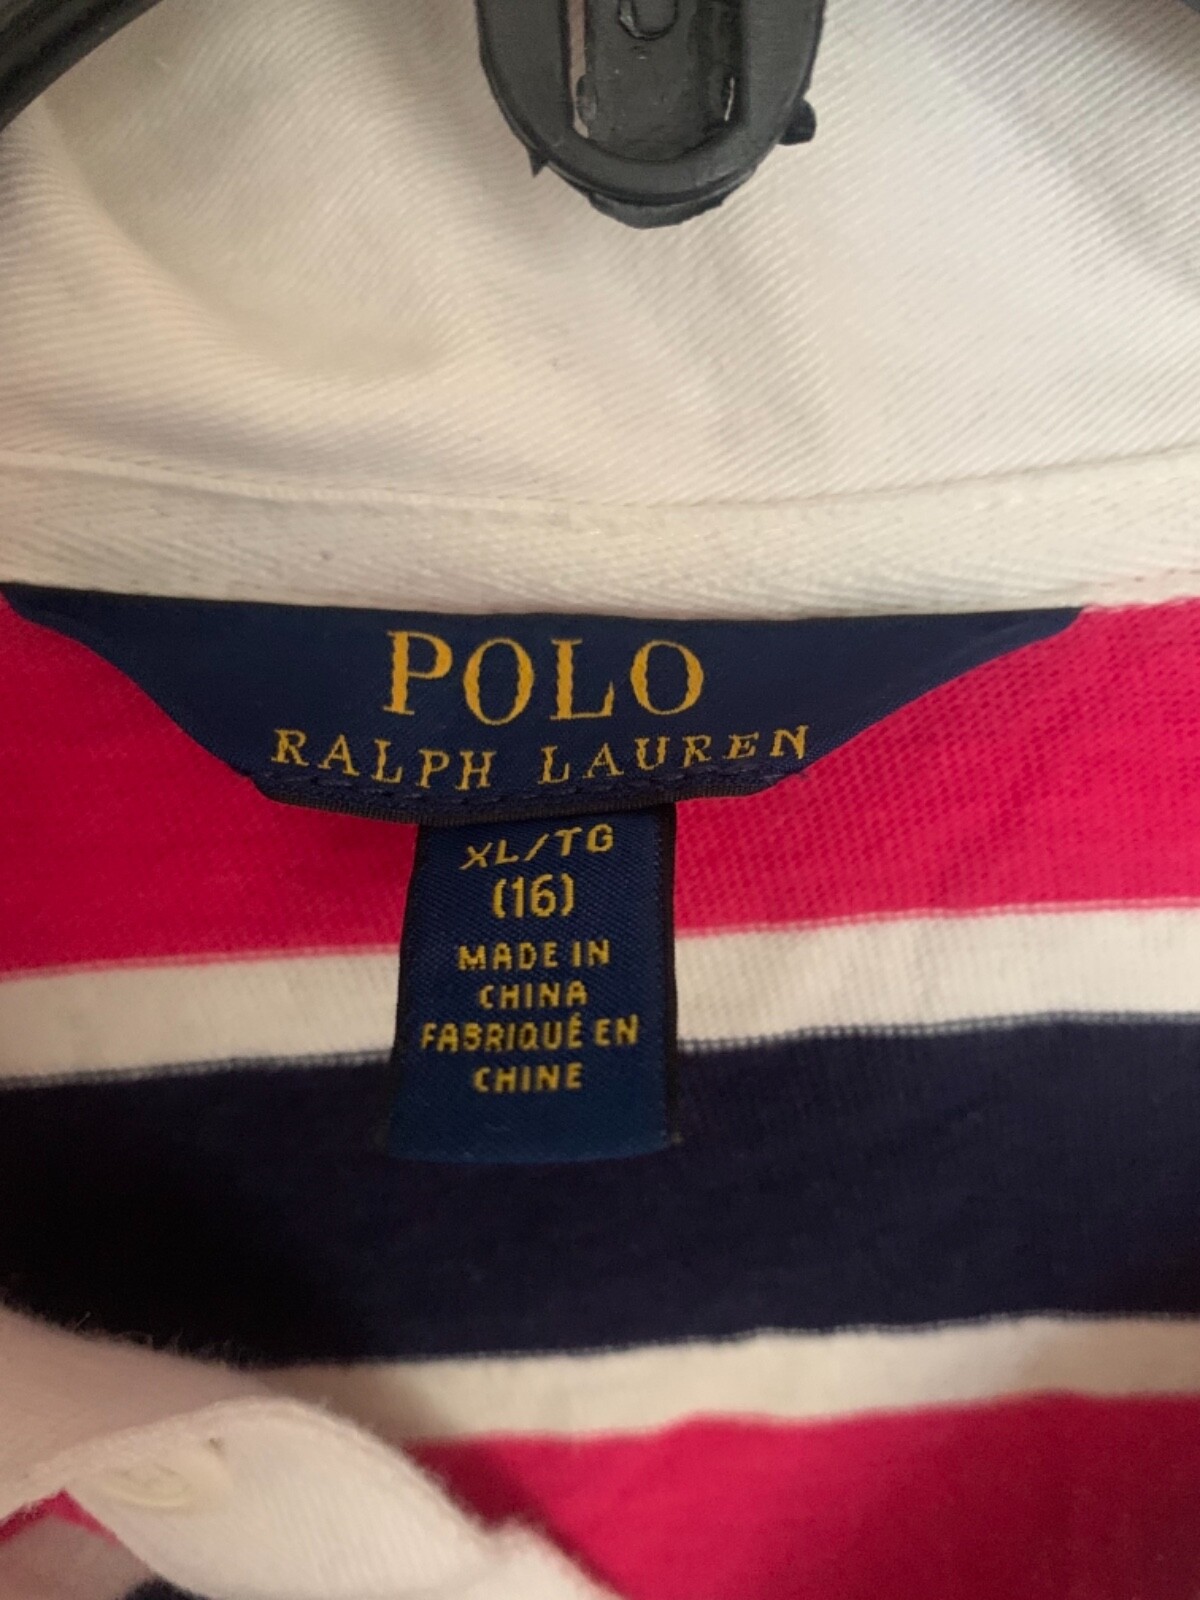 POLO
RALPH LAUREN
XL/TG
(16)
MADE IN
CHINA
FABRIQUÉ EN
CHINE